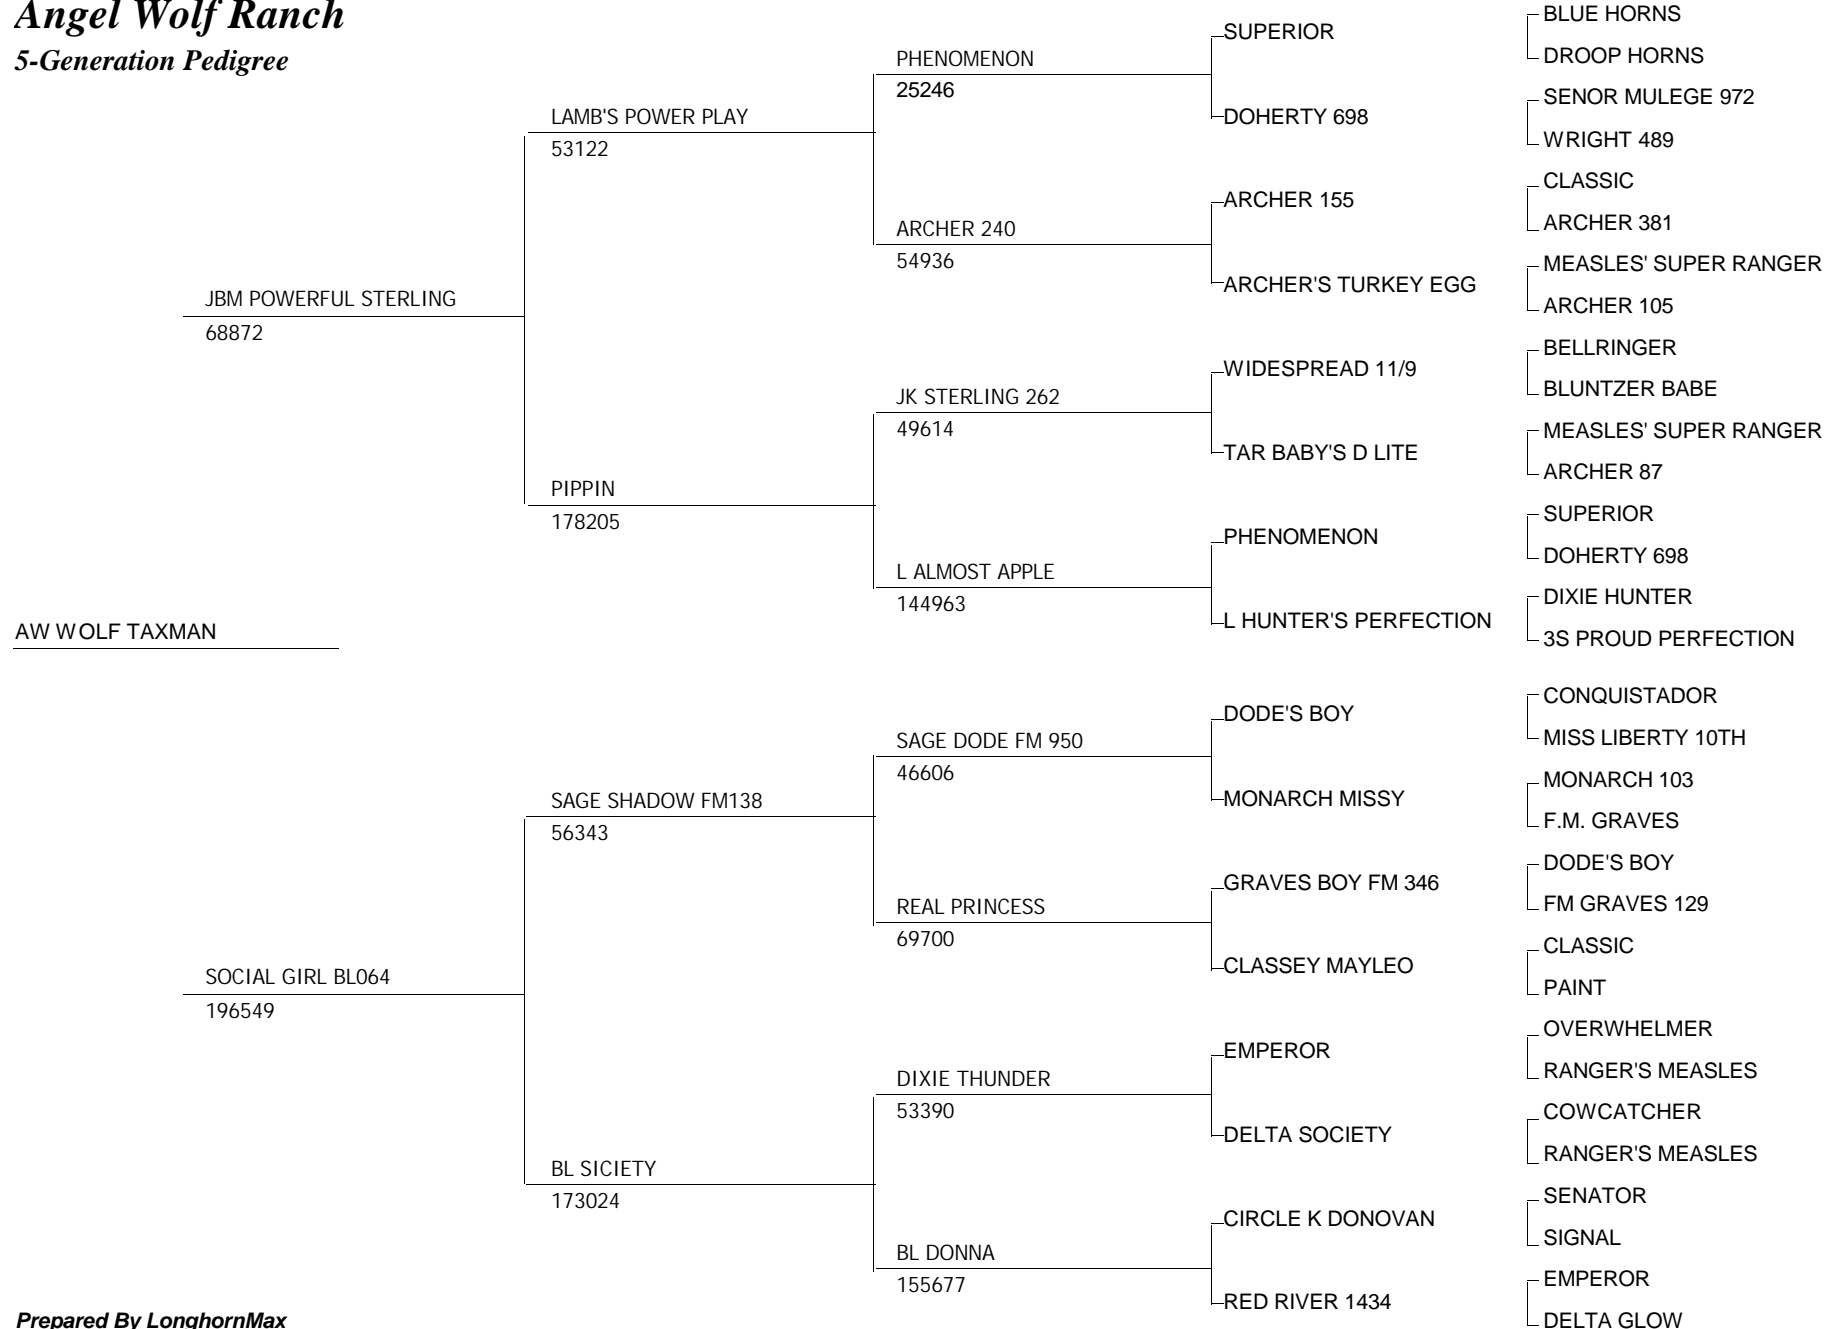 Angel Wolf Ranch
5-Generation Pedigree
AW WOLF TAXMAN
JBM POWERFUL STERLING
68872
SOCIAL GIRL BL064
196549
LAMB'S POWER PLAY
53122
PIPPIN
178205
SAGE SHADOW FM138
56343
BL SICIETY
173024
PHENOMENON
25246
ARCHER 240
54936
JK STERLING 262
49614
L ALMOST APPLE
144963
SAGE DODE FM 950
46606
REAL PRINCESS
69700
DIXIE THUNDER
53390
BL DONNA
155677
SUPERIOR
DOHERTY 698
ARCHER 155
ARCHER'S TURKEY EGG
WIDESPREAD 11/9
TAR BABY'S D LITE
PHENOMENON
L HUNTER'S PERFECTION
DODE'S BOY
MONARCH MISSY
GRAVES BOY FM 346
CLASSEY MAYLEO
EMPEROR
DELTA SOCIETY
CIRCLE K DONOVAN
RED RIVER 1434
BLUE HORNS
DROOP HORNS
SENOR MULEGE 972
WRIGHT 489
CLASSIC
ARCHER 381
MEASLES' SUPER RANGER
ARCHER 105
BELLRINGER
BLUNTZER BABE
MEASLES' SUPER RANGER
ARCHER 87
SUPERIOR
DOHERTY 698
DIXIE HUNTER
3S PROUD PERFECTION
CONQUISTADOR
MISS LIBERTY 10TH
MONARCH 103
F.M. GRAVES
DODE'S BOY
FM GRAVES 129
CLASSIC
PAINT
OVERWHELMER
RANGER'S MEASLES
COWCATCHER
RANGER'S MEASLES
SENATOR
SIGNAL
EMPEROR
DELTA GLOW
Prepared By LonghornMax